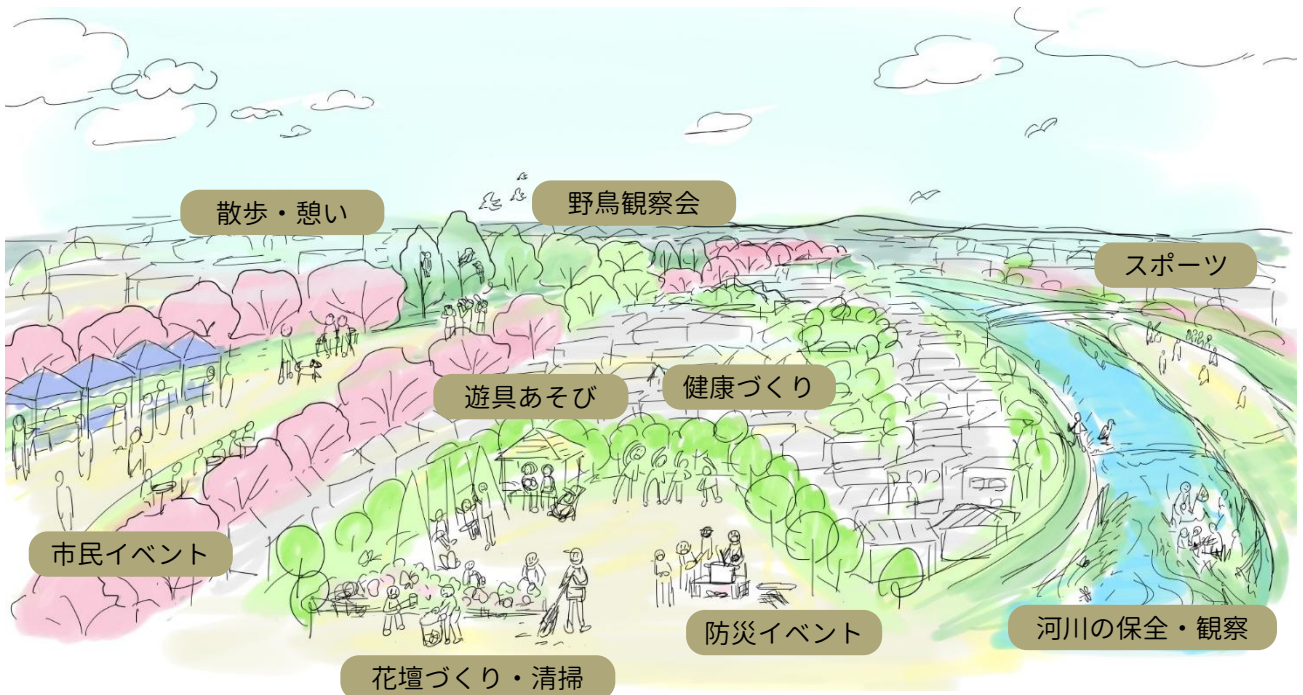 散歩・憩い
野鳥観察会
スポーツ
遊具あそび
健康づくり
市民イベント
防災イベント
河川の保全・観察
花壇づくり・清掃